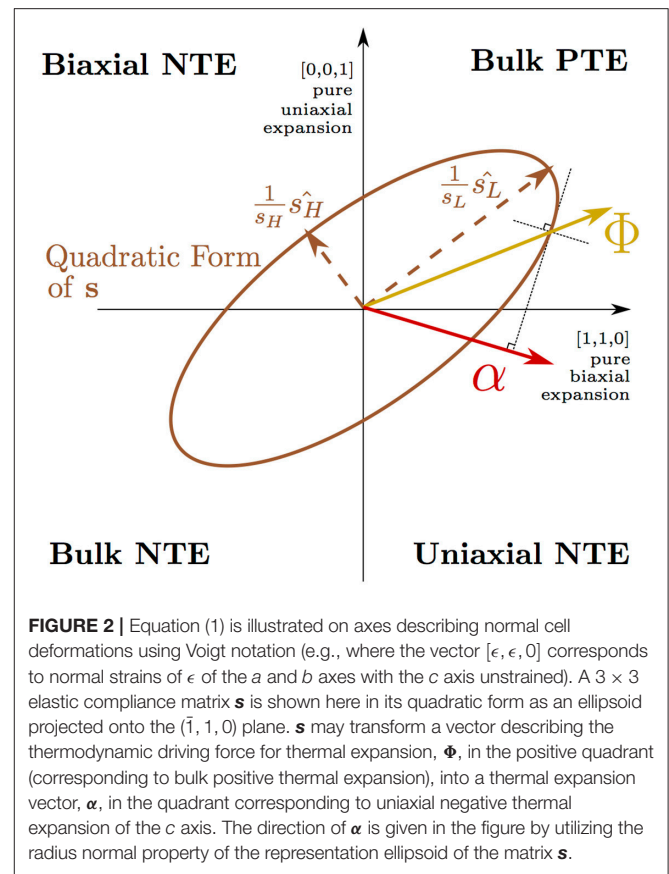 Biaxial NTE
[0,0,1]
pure
uniaxial
expansion
Bulk PTE
1/s_H ŝ_H
1/s_L ŝ_L
Quadratic Form
of s
Φ
α
[1,1,0]
pure
biaxial
expansion
Bulk NTE
Uniaxial NTE
FIGURE 2 | Equation (1) is illustrated on axes describing normal cell
deformations using Voigt notation (e.g., where the vector [ϵ, ϵ, 0] corresponds
to normal strains of ϵ of the a and b axes with the c axis unstrained). A 3 × 3
elastic compliance matrix s is shown here in its quadratic form as an ellipsoid
projected onto the (1̄, 1, 0) plane. s may transform a vector describing the
thermodynamic driving force for thermal expansion, Φ, in the positive quadrant
(corresponding to bulk positive thermal expansion), into a thermal expansion
vector, α, in the quadrant corresponding to uniaxial negative thermal
expansion of the c axis. The direction of α is given in the figure by utilizing the
radius normal property of the representation ellipsoid of the matrix s.